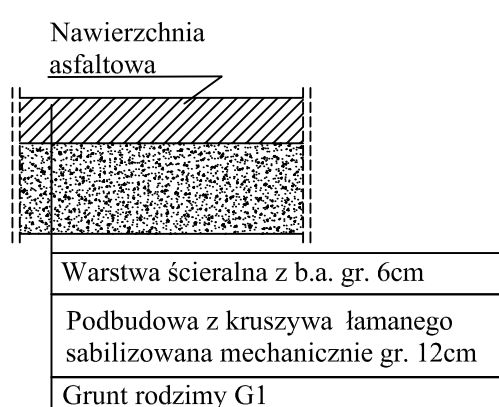 Nawierzchnia
asfaltowa
Warstwa ścieralna z b.a. gr. 6cm
Podbudowa z kruszywa łamanego
sabilizowana mechanicznie gr. 12cm
Grunt rodzimy G1